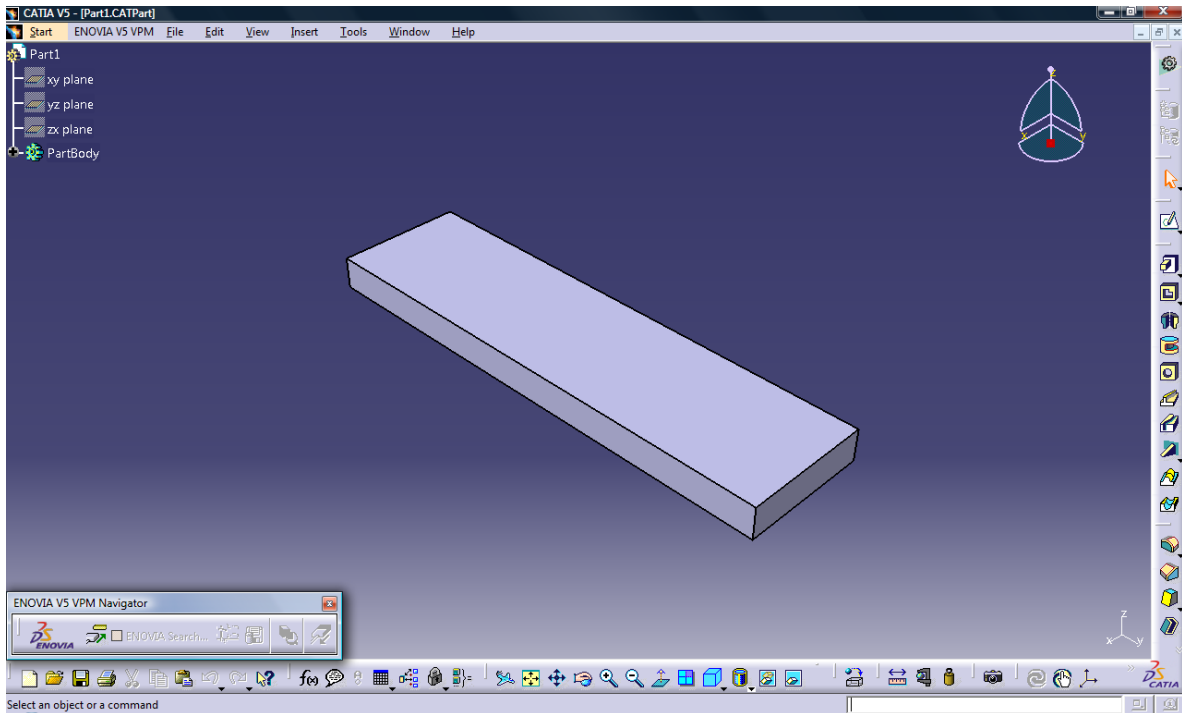 CATIA V5 - [Part1.CATPart]
Start ENOVIA V5 VPM File Edit View Insert Tools Window Help
Part1
xy plane
yz plane
zx plane
PartBody
z
x y
ENOVIA V5 VPM Navigator
ENOVIA ENOVIA Search...
z
x y
f(x)
CATIA
Select an object or a command